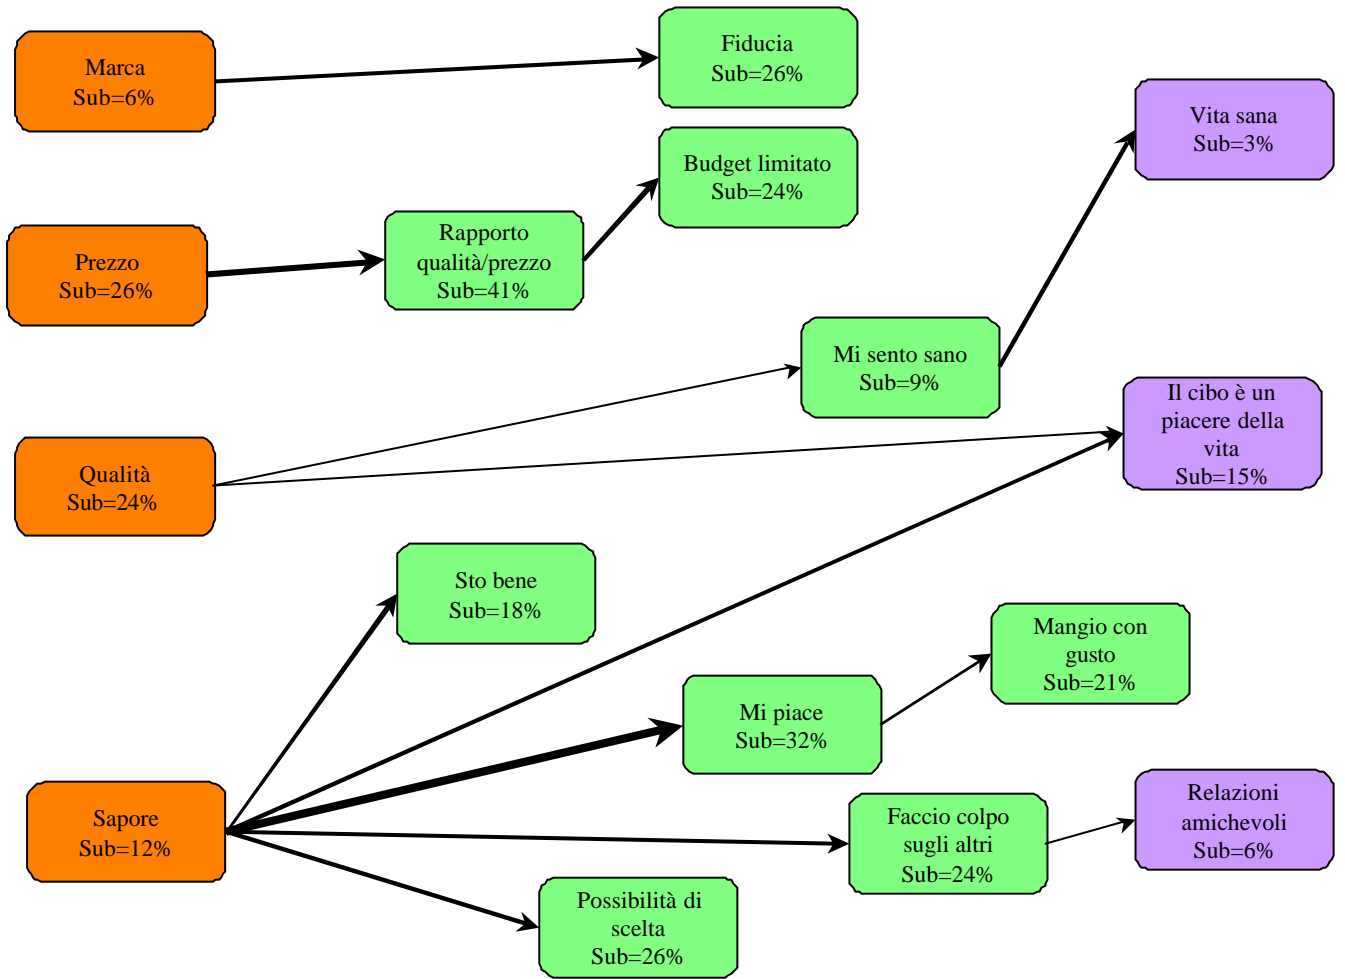 Marca
Sub=6%
Fiducia
Sub=26%
Vita sana
Sub=3%
Budget limitato
Sub=24%
Prezzo
Sub=26%
Rapporto
qualità/prezzo
Sub=41%
Mi sento sano
Sub=9%
Il cibo è un
piacere della
vita
Sub=15%
Qualità
Sub=24%
Sto bene
Sub=18%
Mangio con
gusto
Sub=21%
Mi piace
Sub=32%
Sapore
Sub=12%
Faccio colpo
sugli altri
Sub=24%
Relazioni
amichevoli
Sub=6%
Possibilità di
scelta
Sub=26%